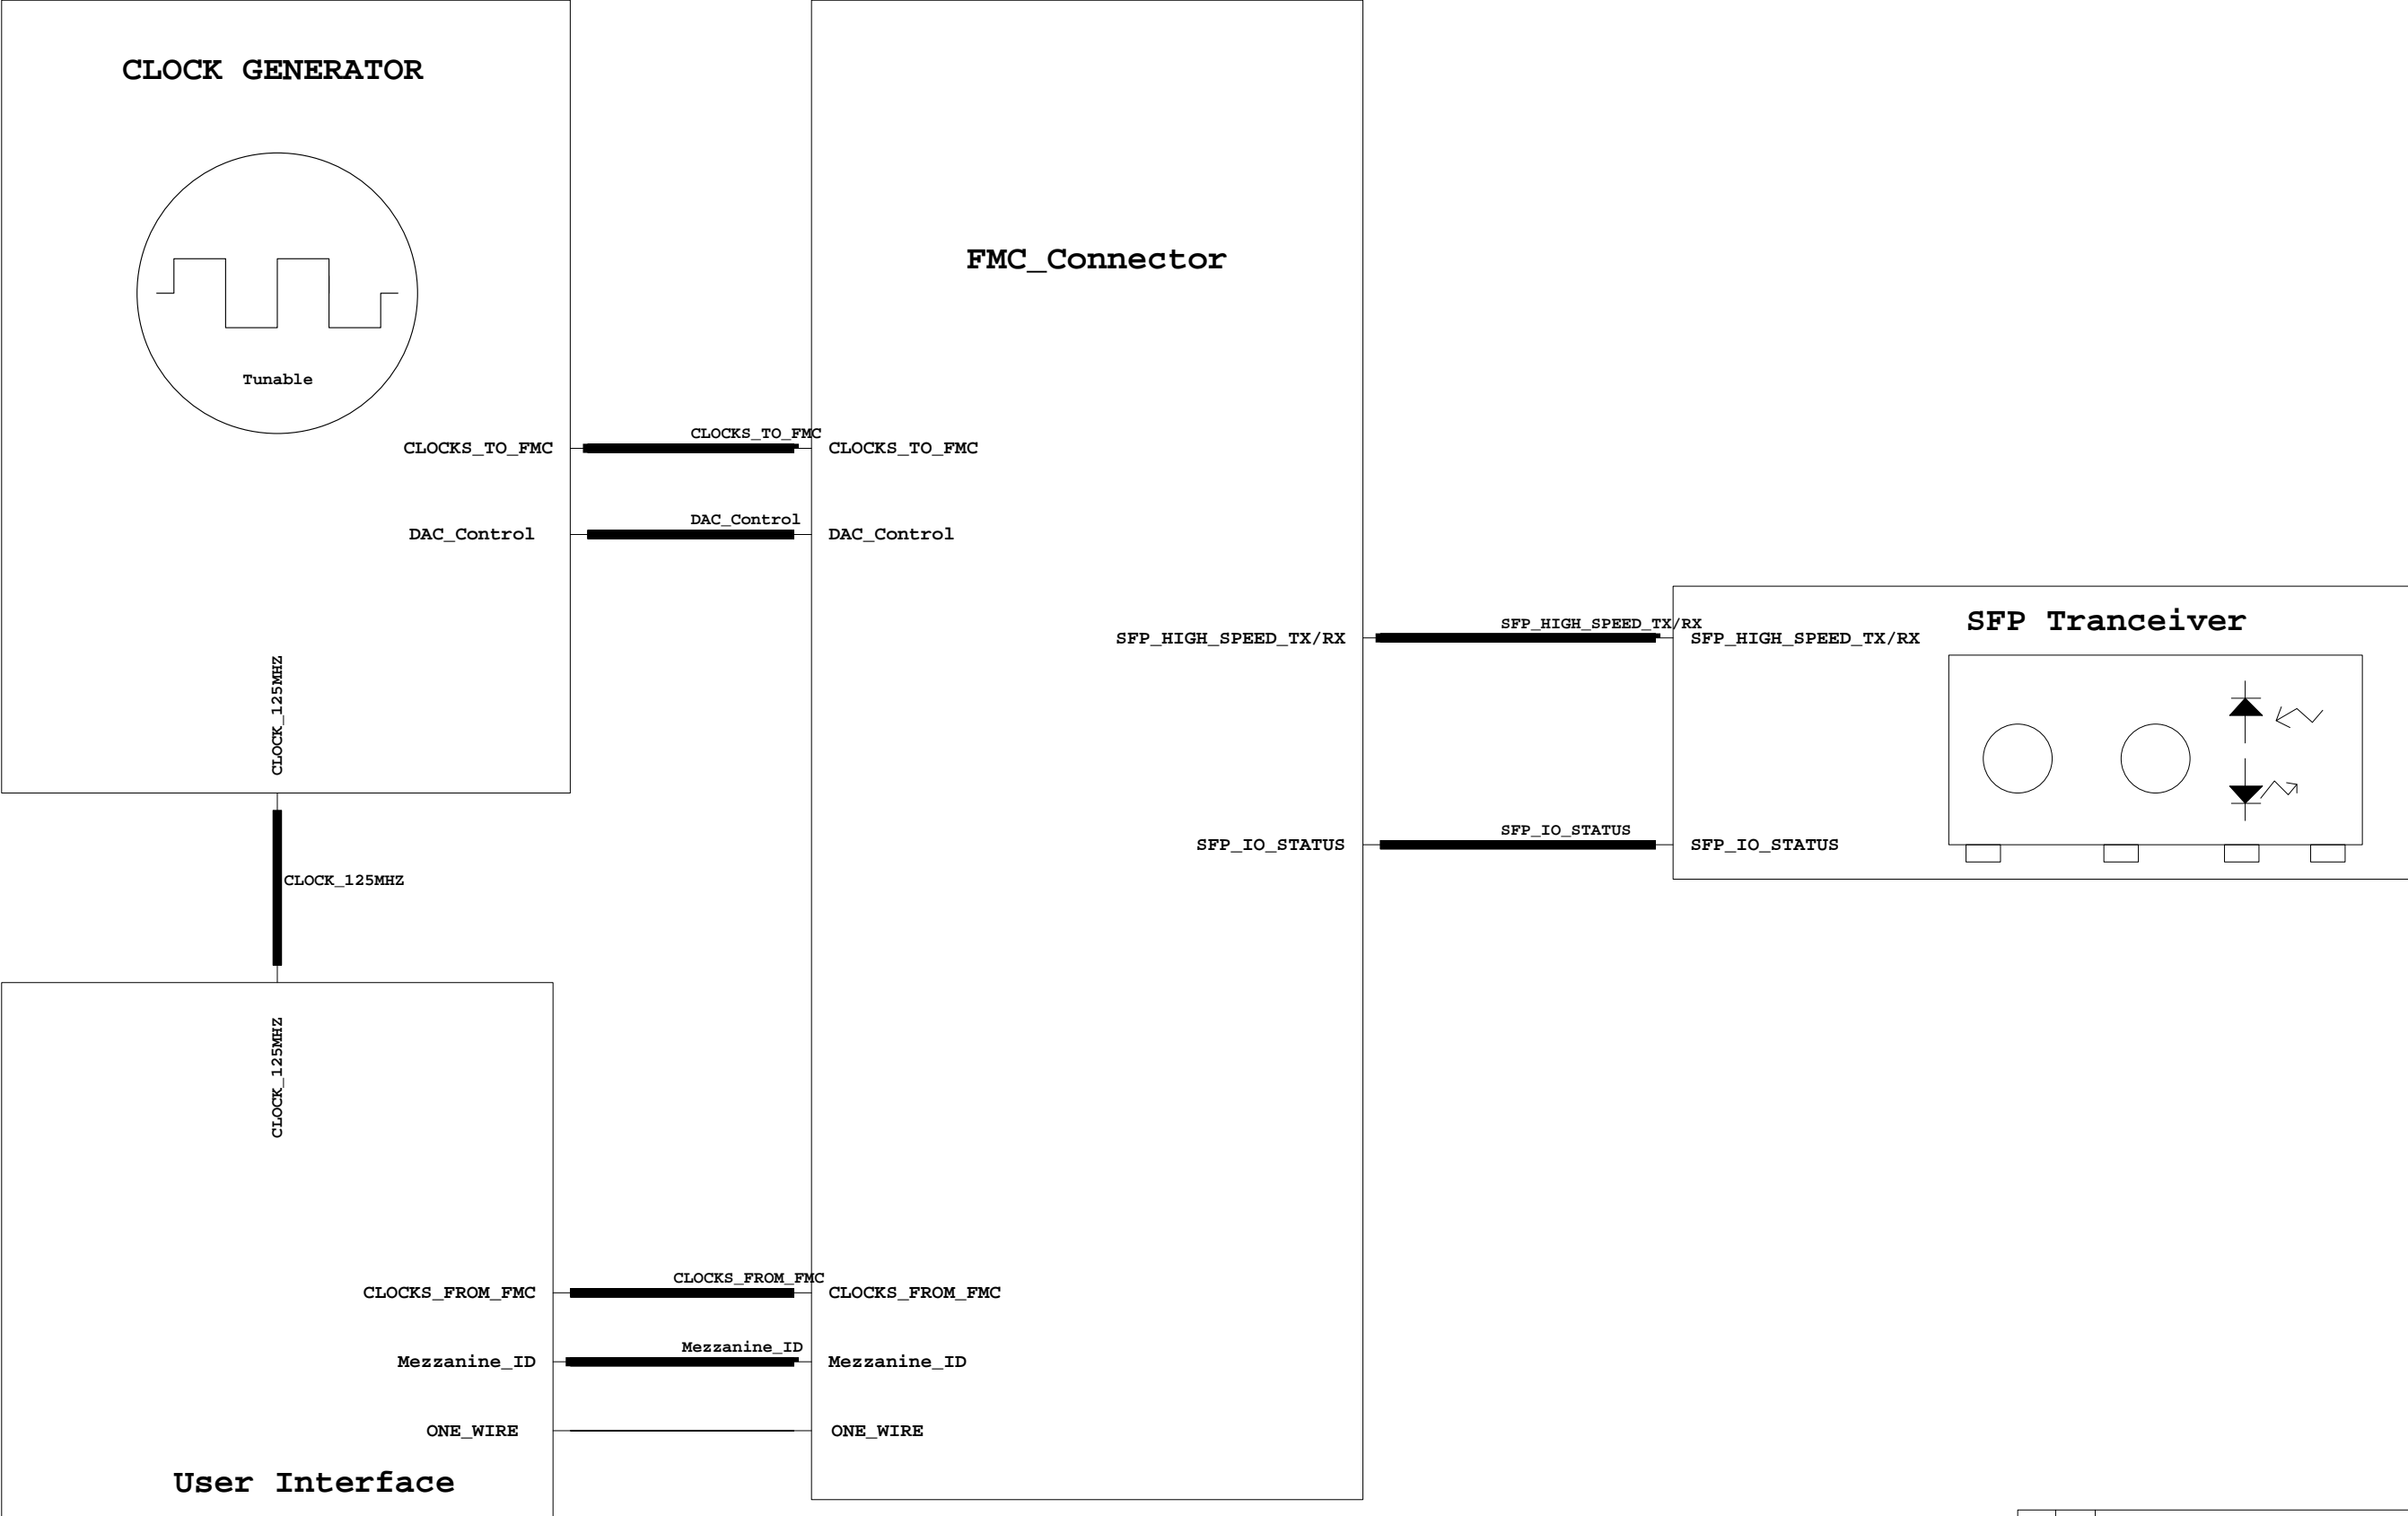 CLOCK GENERATOR
Tunable
CLOCKS_TO_FMC
DAC_Control
CLOCK_125MHZ
CLOCKS_TO_FMC
DAC_Control
CLOCK_125MHZ
FMC_Connector
CLOCKS_TO_FMC
DAC_Control
SFP_HIGH_SPEED_TX/RX
SFP_IO_STATUS
SFP_HIGH_SPEED_TX/RX
SFP_IO_STATUS
SFP Tranceiver
SFP_HIGH_SPEED_TX/RX
SFP_IO_STATUS
CLOCK_125MHZ
CLOCKS_FROM_FMC
Mezzanine_ID
ONE_WIRE
User Interface
CLOCKS_FROM_FMC
Mezzanine_ID
CLOCKS_FROM_FMC
Mezzanine_ID
ONE_WIRE